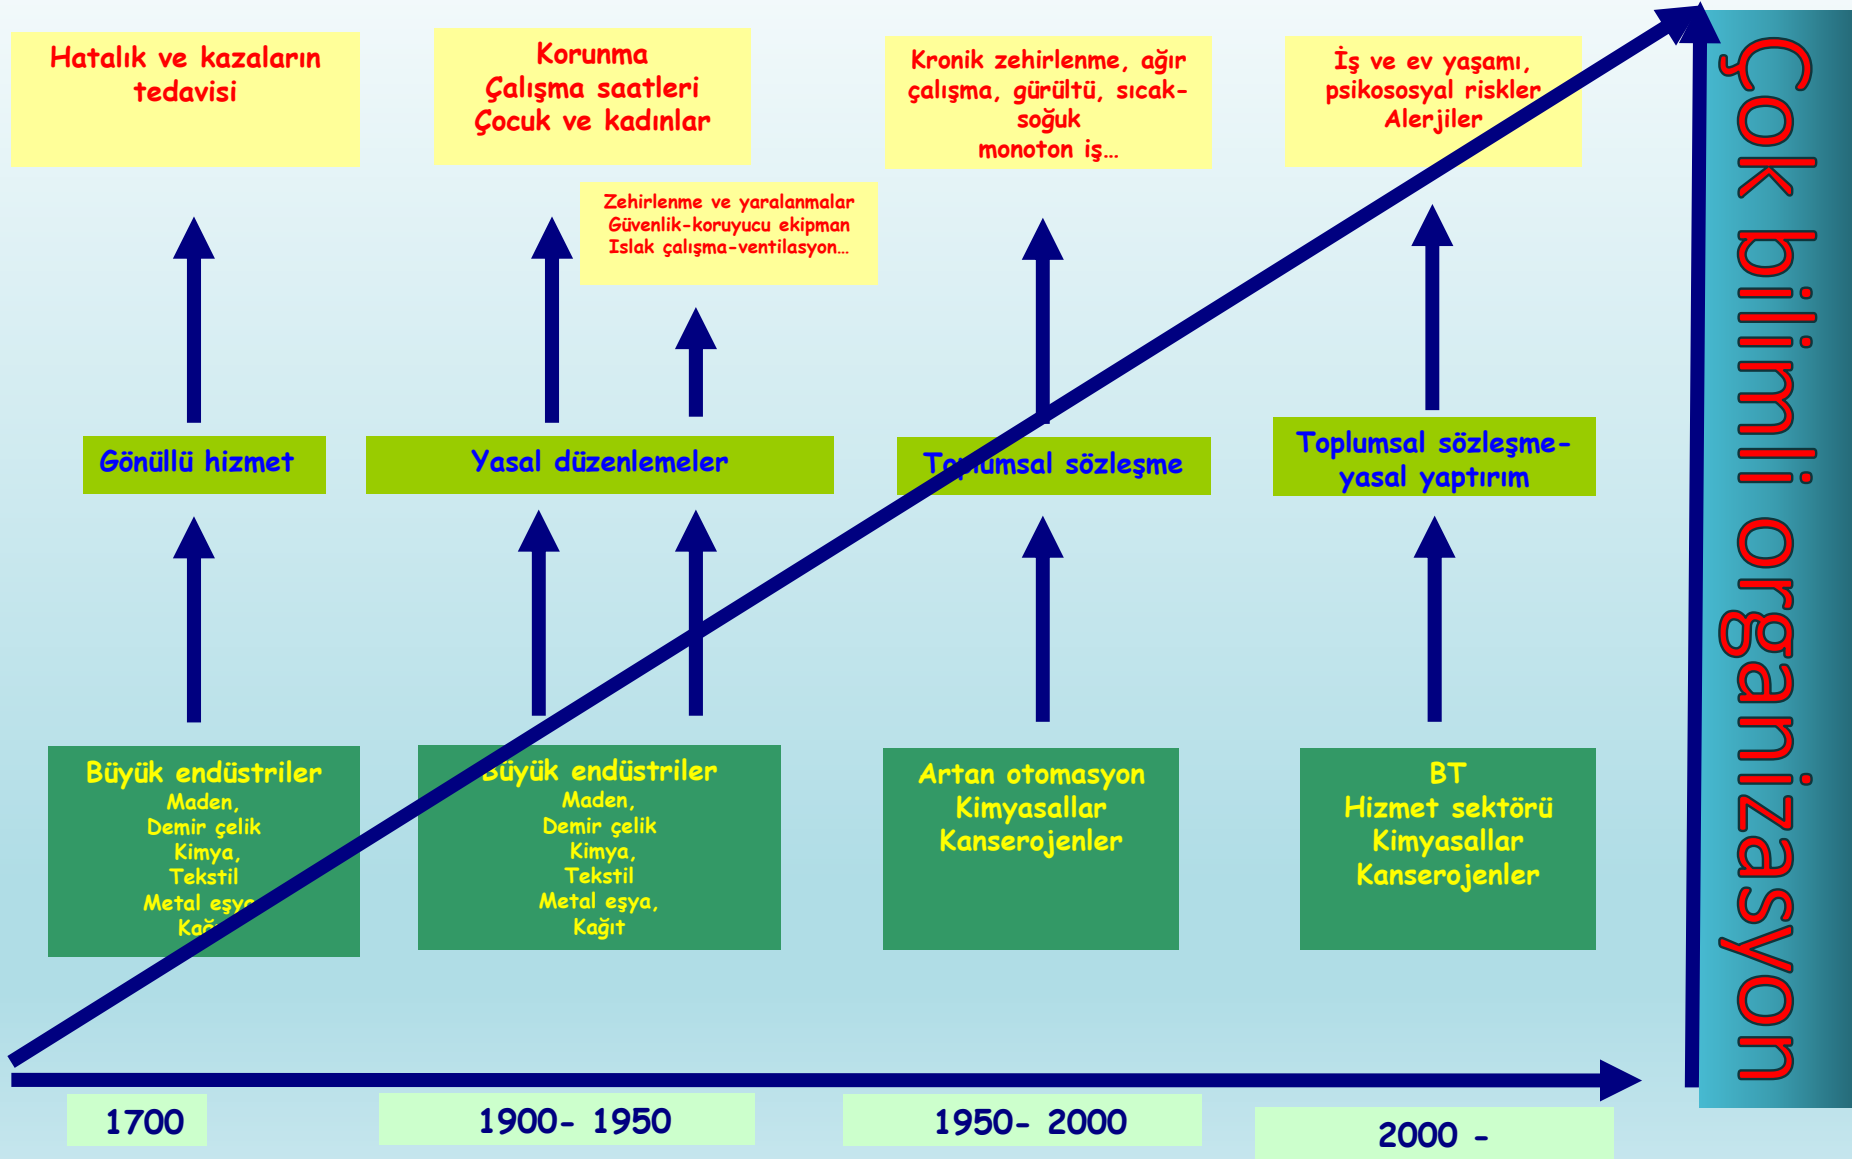 Hatalık ve kazaların
tedavisi
Korunma
Çalışma saatleri
Çocuk ve kadınlar
Zehirlenme ve yaralanmalar
Güvenlik-koruyucu ekipman
Islak çalışma-ventilasyon…
Kronik zehirlenme, ağır
çalışma, gürültü, sıcak-
soğuk
monoton iş…
İş ve ev yaşamı,
psikososyal riskler
Alerjiler
Gönüllü hizmet
Yasal düzenlemeler
Toplumsal sözleşme
Toplumsal sözleşme-
yasal yaptırım
Büyük endüstriler
Maden,
Demir çelik
Kimya,
Tekstil
Metal eşya,
Kağıt
Büyük endüstriler
Maden,
Demir çelik
Kimya,
Tekstil
Metal eşya,
Kağıt
Artan otomasyon
Kimyasallar
Kanserojenler
BT
Hizmet sektörü
Kimyasallar
Kanserojenler
1700
1900- 1950
1950- 2000
2000 -
Çok bilimli organizasyon